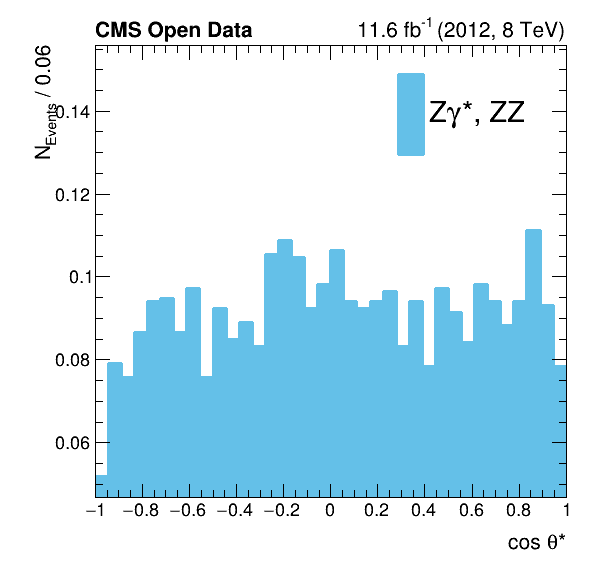 CMS Open Data
11.6 fb-1 (2012, 8 TeV)
NEvents / 0.06
Zγ*, ZZ
0.14
0.12
0.1
0.08
0.06
−1 −0.8 −0.6 −0.4 −0.2 0 0.2 0.4 0.6 0.8 1
cos θ*